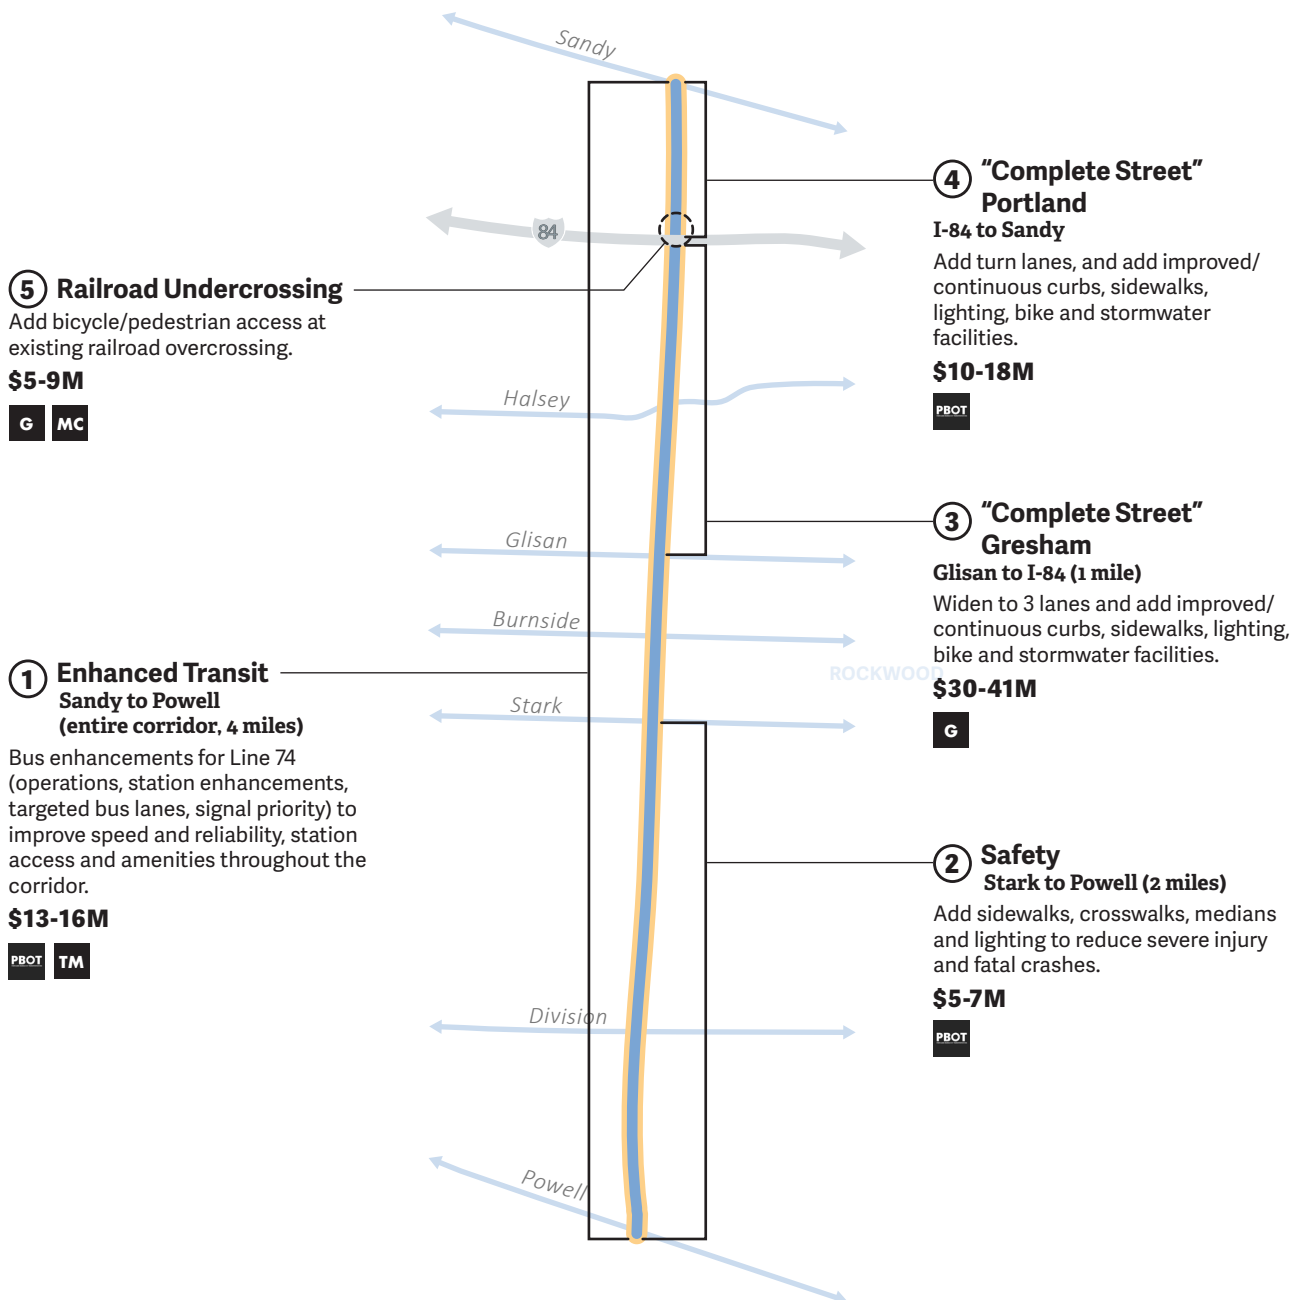 Sandy
84
4 “Complete Street”
Portland
I-84 to Sandy
Add turn lanes, and add improved/
continuous curbs, sidewalks,
lighting, bike and stormwater
facilities.
$10-18M
PBOT
5 Railroad Undercrossing
Add bicycle/pedestrian access at
existing railroad overcrossing.
$5-9M
G MC
Halsey
Glisan
3 “Complete Street”
Gresham
Glisan to I-84 (1 mile)
Widen to 3 lanes and add improved/
continuous curbs, sidewalks, lighting,
bike and stormwater facilities.
$30-41M
G
Burnside
ROCKWOOD
1 Enhanced Transit
Sandy to Powell
(entire corridor, 4 miles)
Bus enhancements for Line 74
(operations, station enhancements,
targeted bus lanes, signal priority) to
improve speed and reliability, station
access and amenities throughout the
corridor.
$13-16M
PBOT TM
Stark
2 Safety
Stark to Powell (2 miles)
Add sidewalks, crosswalks, medians
and lighting to reduce severe injury
and fatal crashes.
$5-7M
PBOT
Division
Powell